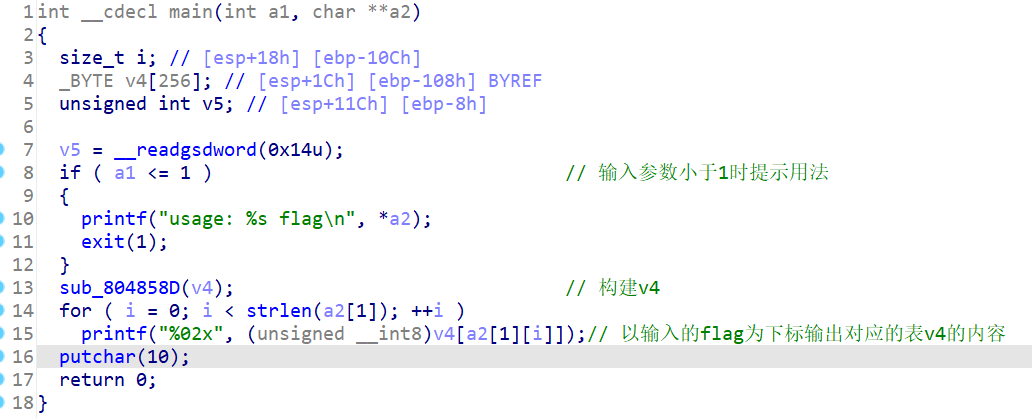 1 int __cdecl main(int a1, char **a2)
2 {
3   size_t i; // [esp+18h] [ebp-10Ch]
4   _BYTE v4[256]; // [esp+1Ch] [ebp-108h] BYREF
5   unsigned int v5; // [esp+11Ch] [ebp-8h]
6
7   v5 = __readgsdword(0x14u);
8   if ( a1 <= 1 )                                // 输入参数小于1时提示用法
9   {
10     printf("usage: %s flag\n", *a2);
11     exit(1);
12   }
13   sub_804858D(v4);                              // 构建v4
14   for ( i = 0; i < strlen(a2[1]); ++i )
15     printf("%02x", (unsigned __int8)v4[a2[1][i]]);// 以输入的flag为下标输出对应的表v4的内容
16   putchar(10);
17   return 0;
18 }